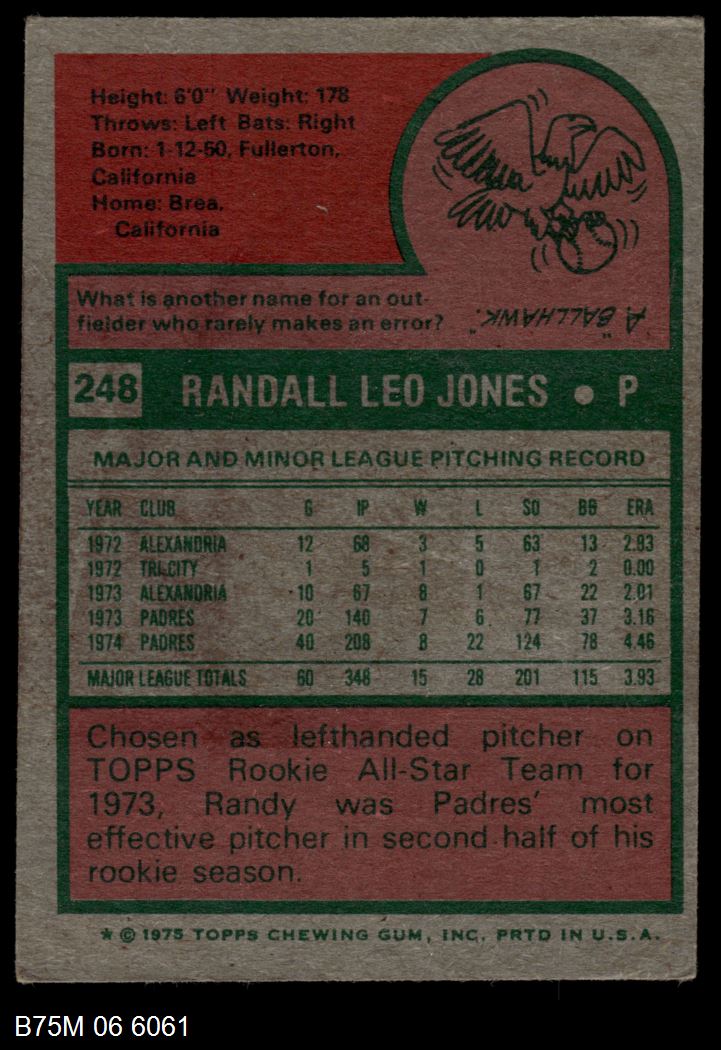 Height: 6'0" Weight: 178
Throws: Left Bats: Right
Born: 1-12-50, Fullerton,
California
Home: Brea,
California
What is another name for an out-
fielder who rarely makes an error?
A "BALLHAWK."
248 RANDALL LEO JONES • P
MAJOR AND MINOR LEAGUE PITCHING RECORD
YEAR CLUB G IP W L SO BB ERA
1972 ALEXANDRIA 12 68 3 5 63 13 2.93
1972 TRI-CITY 1 5 1 0 1 2 0.00
1973 ALEXANDRIA 10 67 8 1 67 22 2.01
1973 PADRES 20 140 7 6 77 37 3.16
1974 PADRES 40 208 8 22 124 78 4.46
MAJOR LEAGUE TOTALS 60 348 15 28 201 115 3.93
Chosen as lefthanded pitcher on
TOPPS Rookie All-Star Team for
1973, Randy was Padres' most
effective pitcher in second half of his
rookie season.
* © 1975 TOPPS CHEWING GUM, INC. PRTD IN U.S.A.
B75M 06 6061